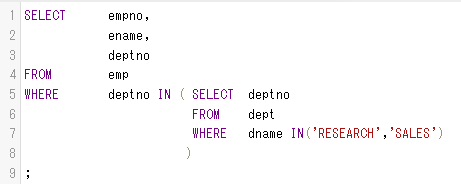 1 SELECT empno,
2 ename,
3 deptno
4 FROM emp
5 WHERE deptno IN ( SELECT deptno
6 FROM dept
7 WHERE dname IN('RESEARCH','SALES')
8 )
9 ;